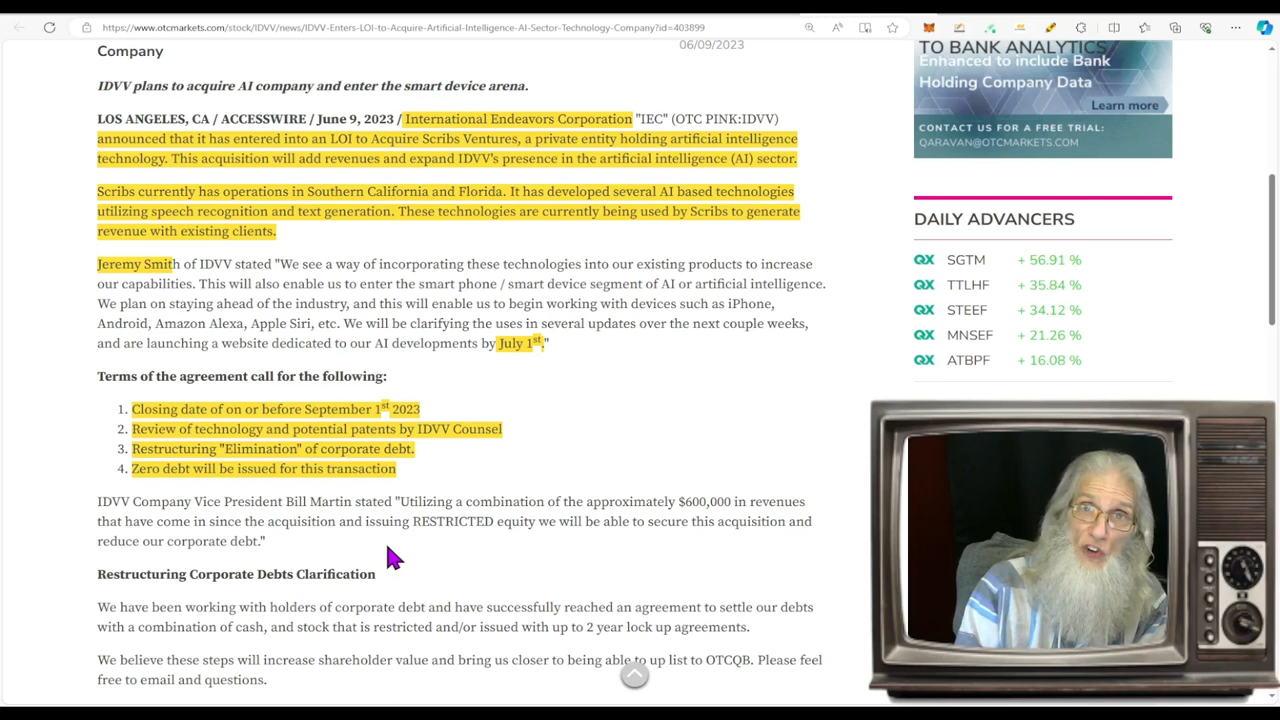 https://www.otcmarkets.com/stock/IDVV/news/IDVV-Enters-LOI-to-Acquire-Artificial-Intelligence-AI-Sector-Technology-Company?id=403899
Company
06/09/2023
IDVV plans to acquire AI company and enter the smart device arena.
LOS ANGELES, CA / ACCESSWIRE / June 9, 2023 / International Endeavors Corporation "IEC" (OTC PINK:IDVV)
announced that it has entered into an LOI to Acquire Scribs Ventures, a private entity holding artificial intelligence
technology. This acquisition will add revenues and expand IDVV's presence in the artificial intelligence (AI) sector.
Scribs currently has operations in Southern California and Florida. It has developed several AI based technologies
utilizing speech recognition and text generation. These technologies are currently being used by Scribs to generate
revenue with existing clients.
Jeremy Smith of IDVV stated "We see a way of incorporating these technologies into our existing products to increase
our capabilities. This will also enable us to enter the smart phone / smart device segment of AI or artificial intelligence.
We plan on staying ahead of the industry, and this will enable us to begin working with devices such as iPhone,
Android, Amazon Alexa, Apple Siri, etc. We will be clarifying the uses in several updates over the next couple weeks,
and are launching a website dedicated to our AI developments by July 1st."
Terms of the agreement call for the following:
1. Closing date of on or before September 1st 2023
2. Review of technology and potential patents by IDVV Counsel
3. Restructuring "Elimination" of corporate debt.
4. Zero debt will be issued for this transaction
IDVV Company Vice President Bill Martin stated "Utilizing a combination of the approximately $600,000 in revenues
that have come in since the acquisition and issuing RESTRICTED equity we will be able to secure this acquisition and
reduce our corporate debt."
Restructuring Corporate Debts Clarification
We have been working with holders of corporate debt and have successfully reached an agreement to settle our debts
with a combination of cash, and stock that is restricted and/or issued with up to 2 year lock up agreements.
We believe these steps will increase shareholder value and bring us closer to being able to up list to OTCQB. Please feel
free to email and questions.
TO BANK ANALYTICS
Enhanced to include Bank
Holding Company Data
Learn more
CONTACT US FOR A FREE TRIAL:
QARAVAN@OTCMARKETS.COM
DAILY ADVANCERS
QX SGTM + 56.91 %
QX TTLHF + 35.84 %
QX STEEF + 34.12 %
QX MNSEF + 21.26 %
QX ATBPF + 16.08 %